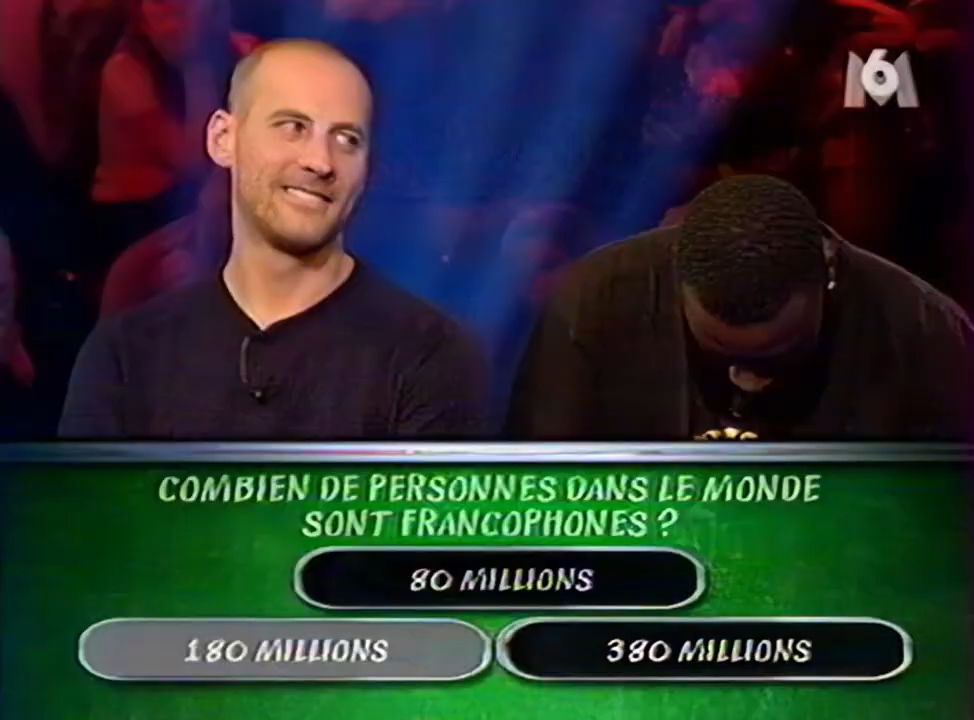 M6
COMBIEN DE PERSONNES DANS LE MONDE
SONT FRANCOPHONES ?
80 MILLIONS
180 MILLIONS
380 MILLIONS